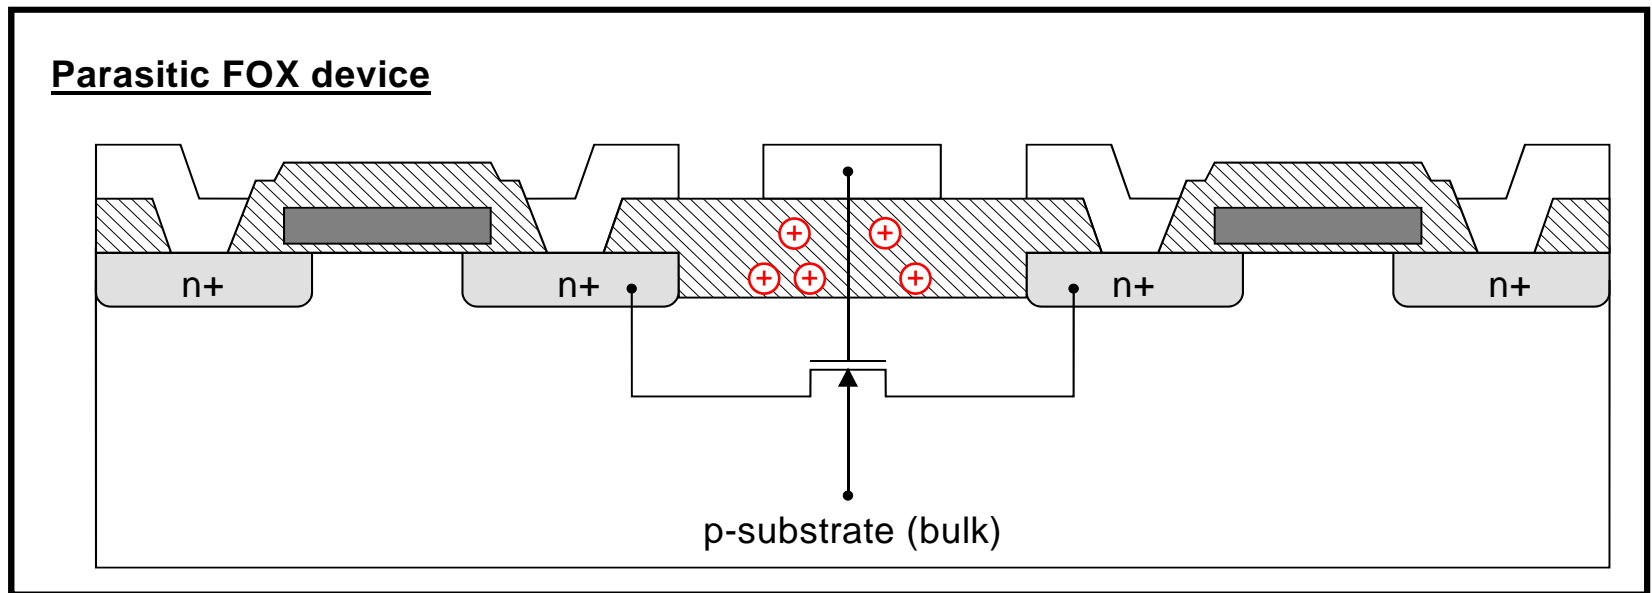 Parasitic FOX device
+ +
+ + +
n+ n+ n+ n+
p-substrate (bulk)